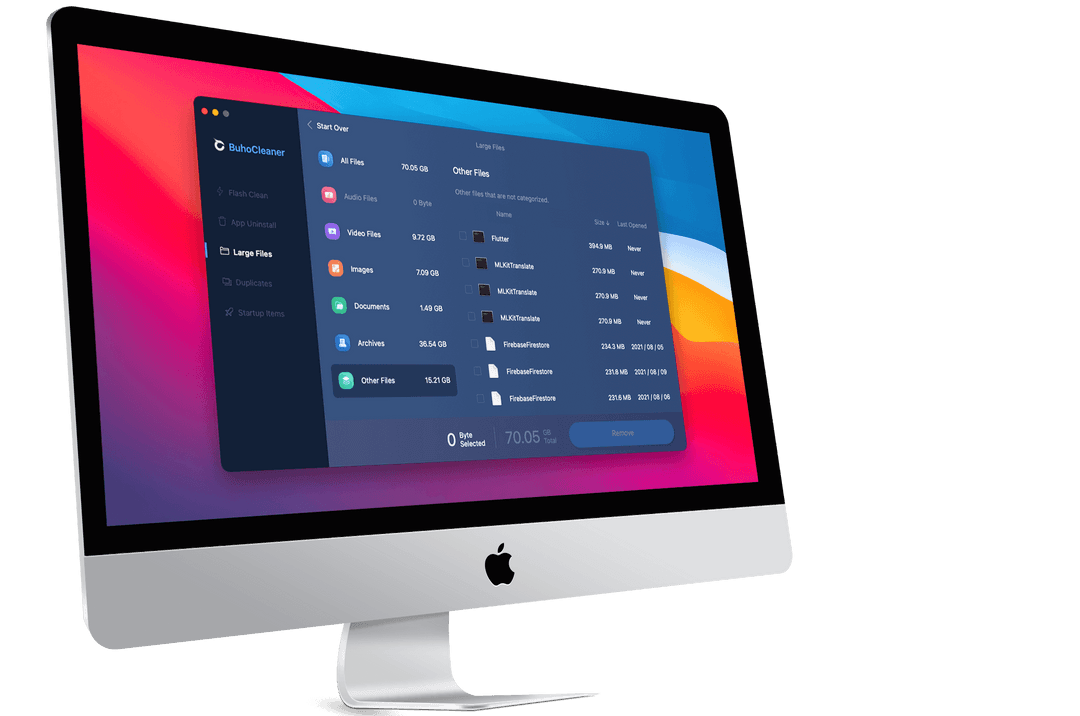 BuhoCleaner
Flash Clean
App Uninstall
Large Files
Duplicates
Startup Items
Start Over
All Files 70.05 GB
Audio Files 0 Byte
Video Files 9.72 GB
Images 7.09 GB
Documents 1.49 GB
Archives 36.54 GB
Other Files 15.21 GB
Large Files
Other Files
Other files that are not categorized.
Name Size Last Opened
Flutter 394.9 MB Never
MLKitTranslate 270.9 MB Never
MLKitTranslate 270.9 MB Never
MLKitTranslate 270.9 MB Never
FirebaseFirestore 234.3 MB 2021/08/05
FirebaseFirestore 231.8 MB 2021/08/09
FirebaseFirestore 231.6 MB 2021/08/06
0 Byte Selected
70.05 GB Total
Remove